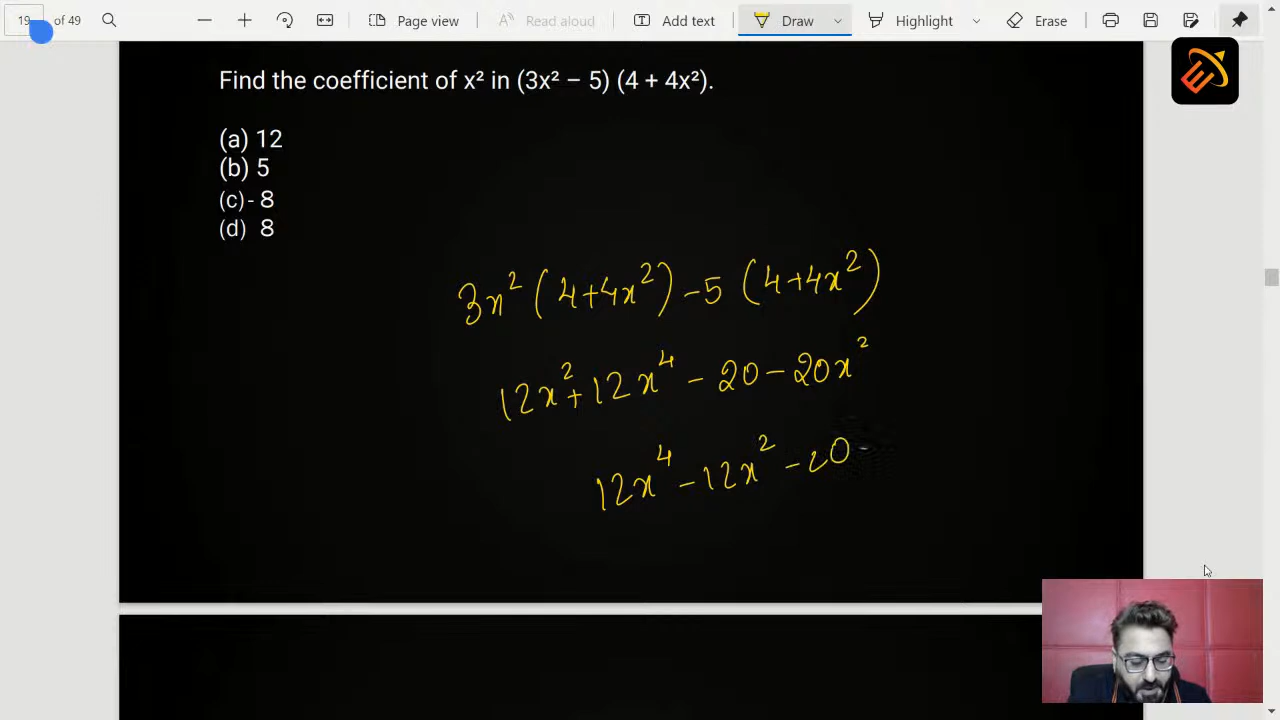 19 of 49
Page view
Read aloud
Add text
Draw
Highlight
Erase
Find the coefficient of x² in (3x² – 5) (4 + 4x²).
(a) 12
(b) 5
(c)- 8
(d) 8
3x² (4+4x²) -5 (4+4x²)
12x² + 12x⁴ - 20 - 20x²
12x⁴ - 12x² - 20